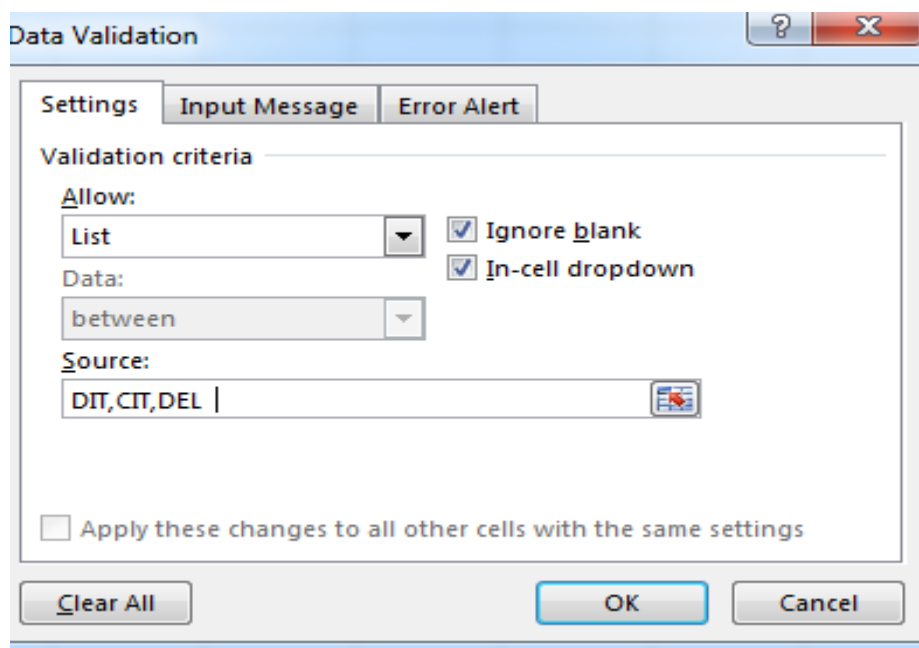 Data Validation
Settings Input Message Error Alert
Validation criteria
Allow:
List
Ignore blank
In-cell dropdown
Data:
between
Source:
DIT,CIT,DEL
Apply these changes to all other cells with the same settings
Clear All OK Cancel